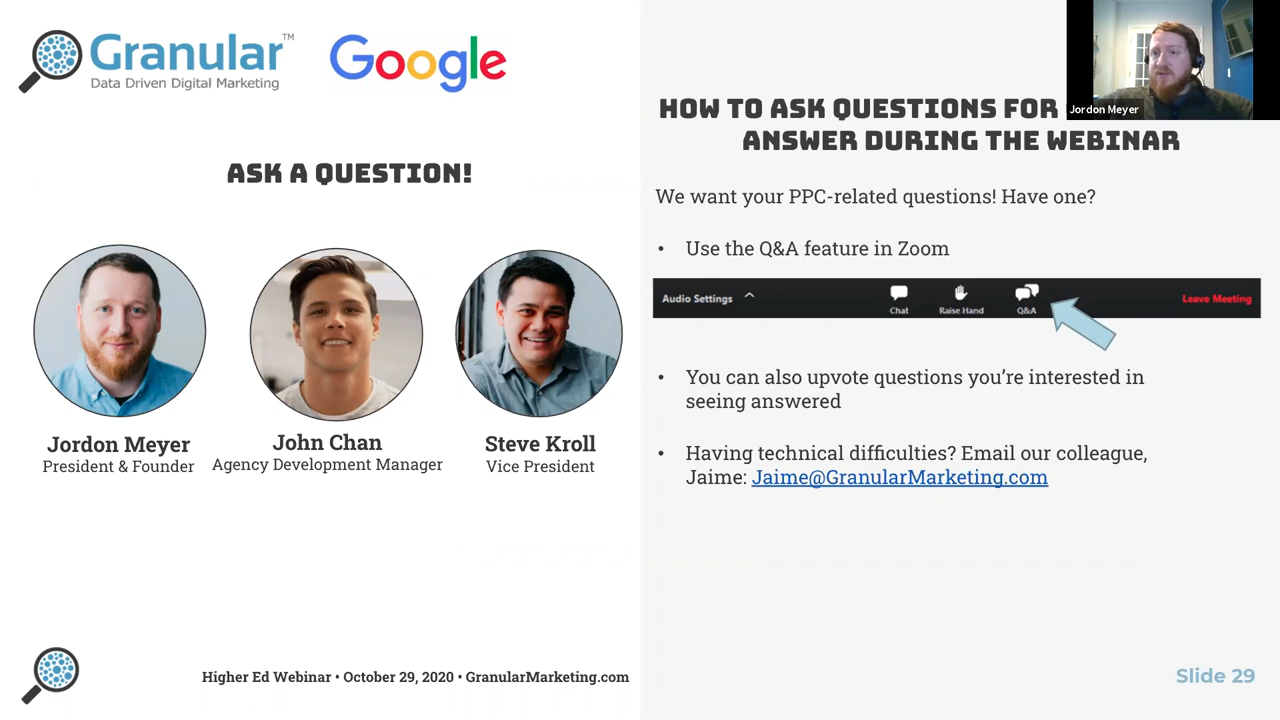 Granular™
Data Driven Digital Marketing
Google
ASK A QUESTION!
Jordon Meyer
President & Founder
John Chan
Agency Development Manager
Steve Kroll
Vice President
Higher Ed Webinar • October 29, 2020 • GranularMarketing.com
Jordon Meyer
HOW TO ASK QUESTIONS FOR
ANSWER DURING THE WEBINAR
We want your PPC-related questions! Have one?
• Use the Q&A feature in Zoom
Audio Settings
Chat
Raise Hand
Q&A
Leave Meeting
• You can also upvote questions you’re interested in
seeing answered
• Having technical difficulties? Email our colleague,
Jaime: Jaime@GranularMarketing.com
Slide 29